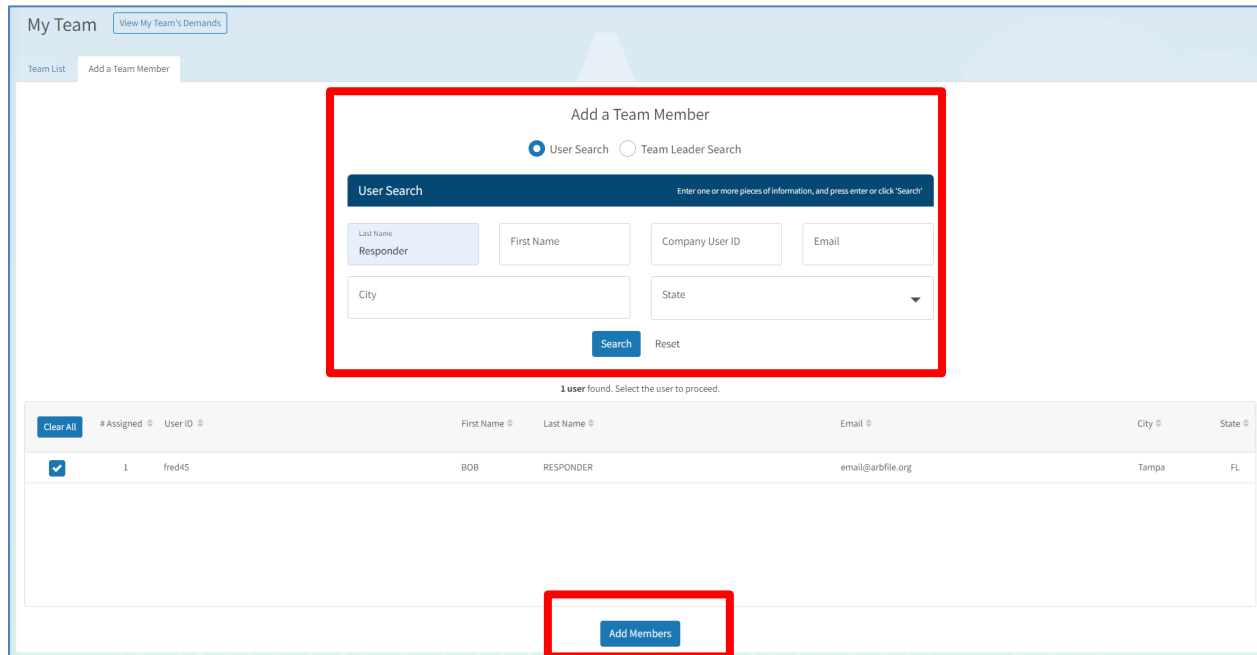 My Team View My Team's Demands
Team List Add a Team Member
Add a Team Member
User Search Team Leader Search
User Search Enter one or more pieces of information, and press enter or click 'Search'
Last Name
Responder First Name Company User ID Email
City State
Search Reset
1 user found. Select the user to proceed.
Clear All # Assigned User ID First Name Last Name Email City State
1 fred45 BOB RESPONDER email@arbfile.org Tampa FL
Add Members